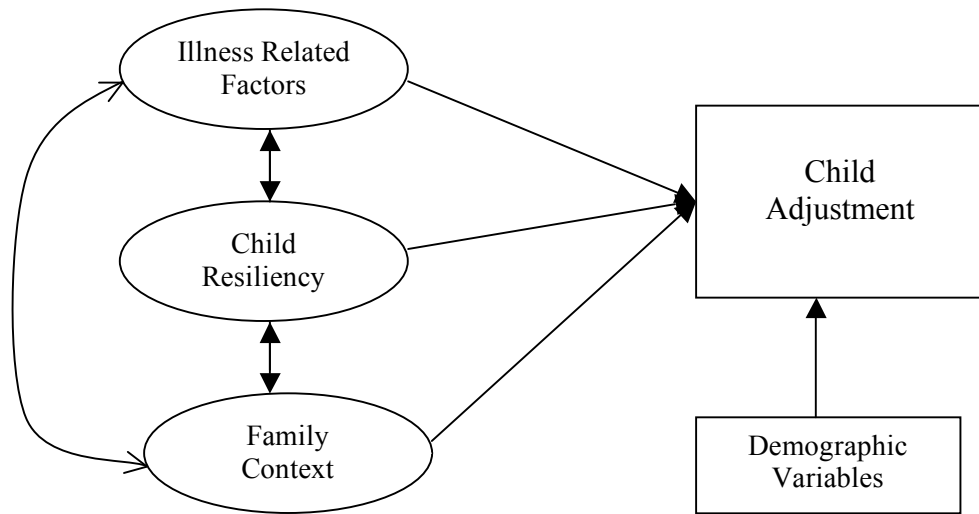 Illness Related
Factors
Child
Adjustment
Child
Resiliency
Family
Context
Demographic
Variables